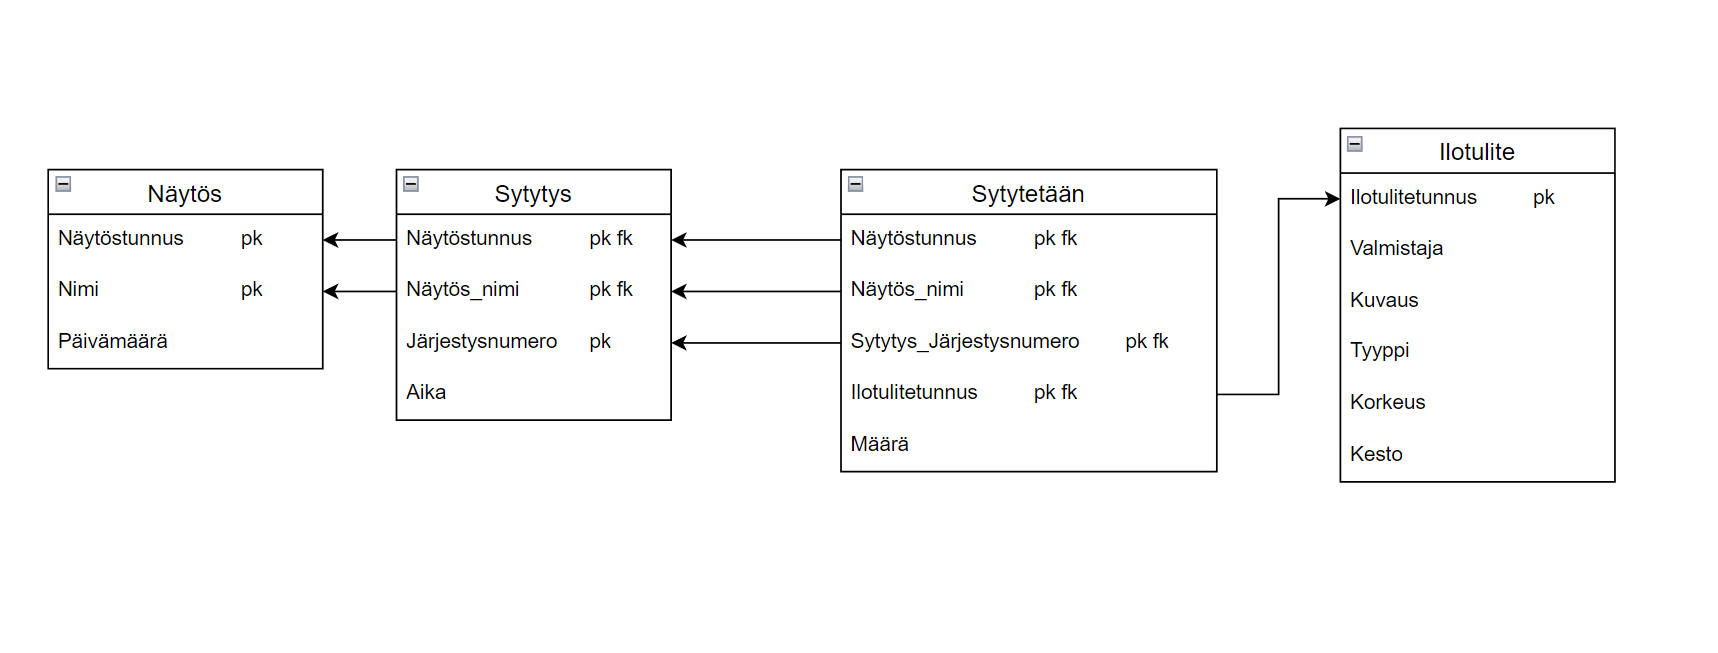 Näytös
Näytöstunnus pk
Nimi pk
Päivämäärä
Sytytys
Näytöstunnus pk fk
Näytös_nimi pk fk
Järjestysnumero pk
Aika
Sytytetään
Näytöstunnus pk fk
Näytös_nimi pk fk
Sytytys_Järjestysnumero pk fk
Ilotulitetunnus pk fk
Määrä
Ilotulite
Ilotulitetunnus pk
Valmistaja
Kuvaus
Tyyppi
Korkeus
Kesto